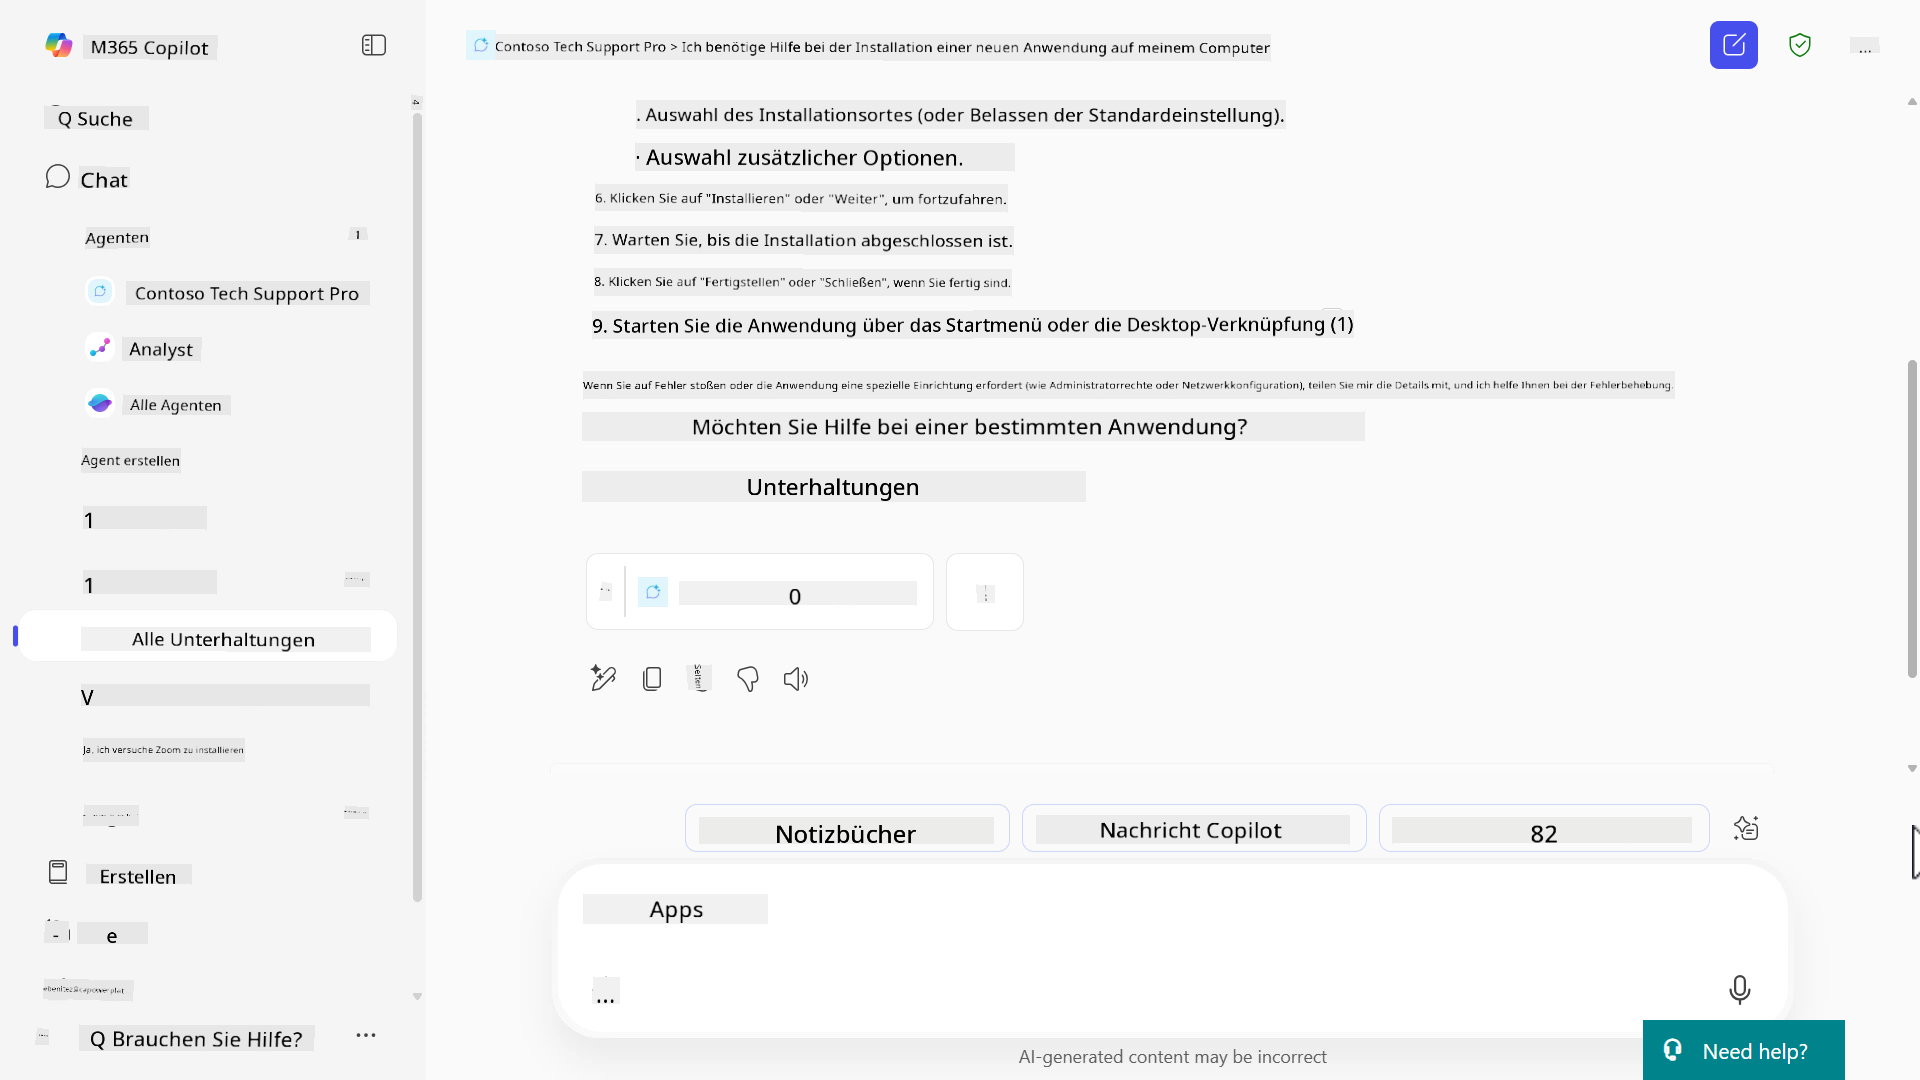 M365 Copilot
Q Suche
Chat
Agenten
1
Contoso Tech Support Pro
Analyst
Alle Agenten
Agent erstellen
1
1
Alle Unterhaltungen
V
Ja, ich versuche Zoom zu installieren
Erstellen
- e
Q Brauchen Sie Hilfe?
...
Contoso Tech Support Pro > Ich benötige Hilfe bei der Installation einer neuen Anwendung auf meinem Computer
...
. Auswahl des Installationsortes (oder Belassen der Standardeinstellung).
· Auswahl zusätzlicher Optionen.
6. Klicken Sie auf "Installieren" oder "Weiter", um fortzufahren.
7. Warten Sie, bis die Installation abgeschlossen ist.
8. Klicken Sie auf "Fertigstellen" oder "Schließen", wenn Sie fertig sind.
9. Starten Sie die Anwendung über das Startmenü oder die Desktop-Verknüpfung (1)
Wenn Sie auf Fehler stoßen oder die Anwendung eine spezielle Einrichtung erfordert (wie Administratorrechte oder Netzwerkkonfiguration), teilen Sie mir die Details mit, und ich helfe Ihnen bei der Fehlerbehebung.
Möchten Sie Hilfe bei einer bestimmten Anwendung?
Unterhaltungen
0
Seiten
Notizbücher
Nachricht Copilot
82
Apps
...
AI-generated content may be incorrect
Need help?